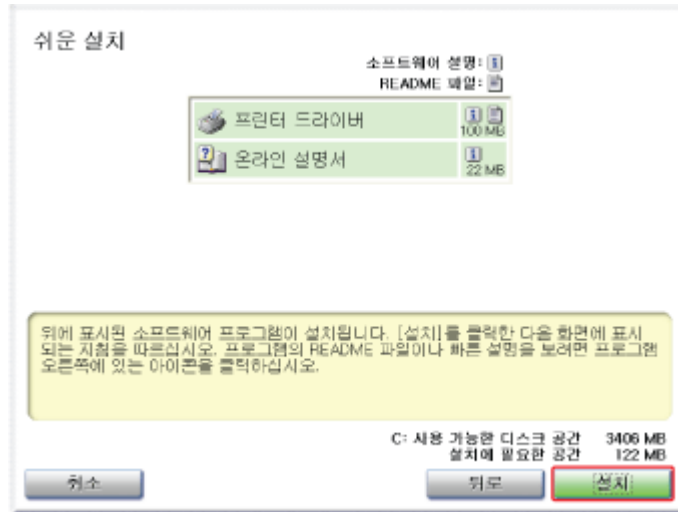 쉬운 설치
소프트웨어 설명:
README 파일:
프린터 드라이버
100 MB
온라인 설명서
22 MB
위에 표시된 소프트웨어 프로그램이 설치됩니다. [설치]를 클릭한 다음 화면에 표시
되는 지침을 따르십시오. 프로그램의 README 파일이나 빠른 설명을 보려면 프로그램
오른쪽에 있는 아이콘을 클릭하십시오.
C: 사용 가능한 디스크 공간 3406 MB
설치에 필요한 공간 122 MB
취소
뒤로
설치